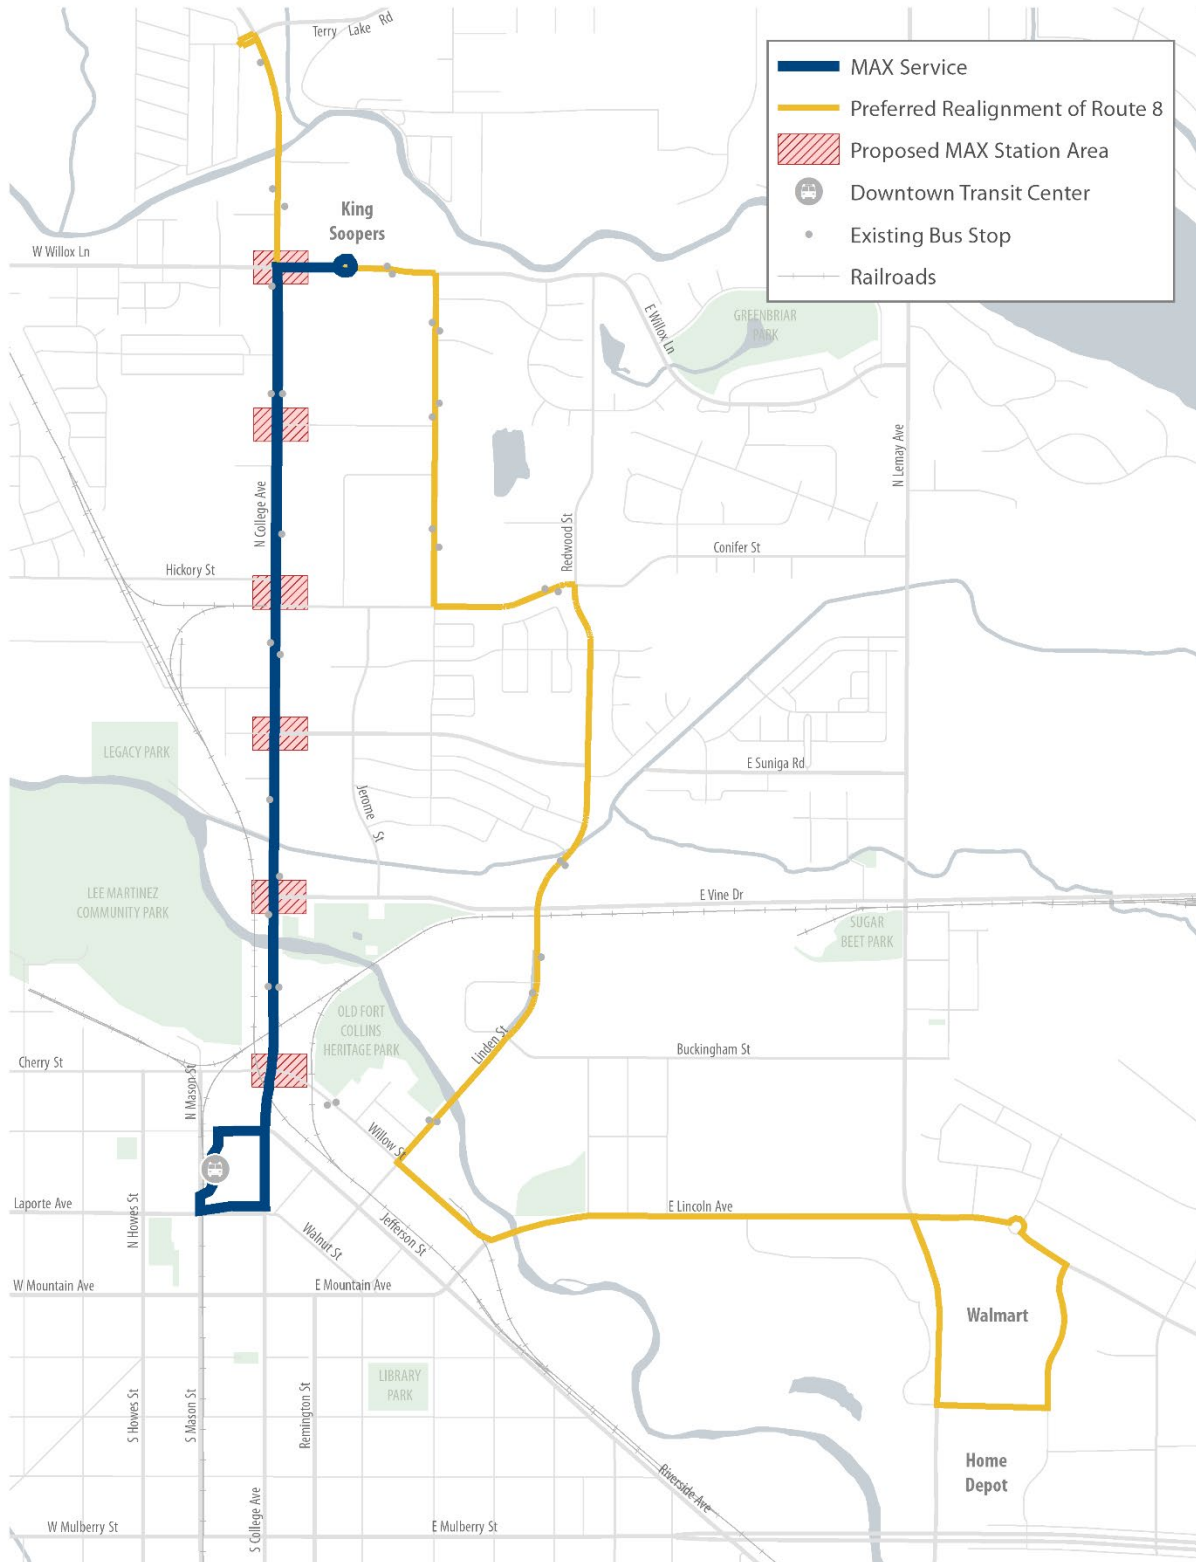 Terry Lake Rd
MAX Service
Preferred Realignment of Route 8
Proposed MAX Station Area
Downtown Transit Center
Existing Bus Stop
Railroads
King
Soopers
W Willox Ln
E Willox Ln
GREENBRIAR
PARK
N Lemay Ave
N College Ave
Redwood St
Conifer St
Hickory St
LEGACY PARK
E Suniga Rd
Jerome St
LEE MARTINEZ
COMMUNITY PARK
E Vine Dr
SUGAR
BEET PARK
OLD FORT
COLLINS
HERITAGE PARK
Linden St
Buckingham St
Cherry St
N Mason St
Willow St
Laporte Ave
N Howes St
E Lincoln Ave
Walnut St
Jefferson St
W Mountain Ave
E Mountain Ave
Walmart
LIBRARY
PARK
S Howes St
S Mason St
Remington St
Home
Depot
Riverside Ave
S College Ave
W Mulberry St
E Mulberry St